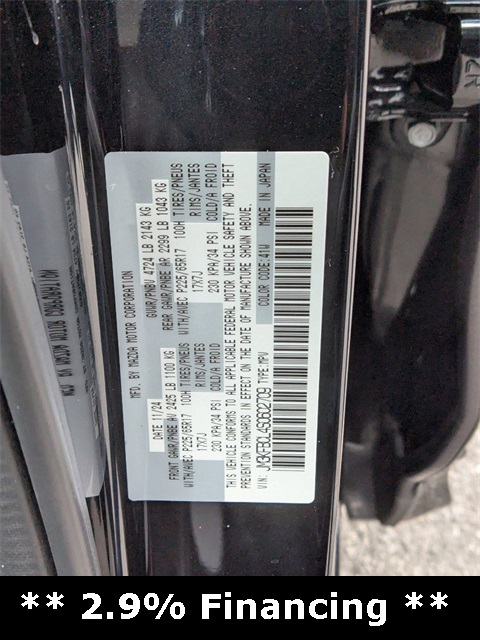 MFD. BY MAZDA MOTOR CORPORATION
DATE 11/24
GVWR/PNBV 4724 LB 2143 KG
FRONT GAWR/PNBE AV 2425 LB 1100 KG
REAR GAWR/PNBE AR 2299 LB 1043 KG
WITH/AVEC P225/65R17 100H TIRES/PNEUS
WITH/AVEC P225/65R17 100H TIRES/PNEUS
17X7J RIMS/JANTES
17X7J RIMS/JANTES
230 KPA/34 PSI COLD/A FROID
230 KPA/34 PSI COLD/A FROID
THIS VEHICLE CONFORMS TO ALL APPLICABLE FEDERAL MOTOR VEHICLE SAFETY AND THEFT
PREVENTION STANDARDS IN EFFECT ON THE DATE OF MANUFACTURE SHOWN ABOVE.
VIN: JM3KFBCL4S0602709 TYPE:MPV
COLOR CODE:41W MADE IN JAPAN
** 2.9% Financing **